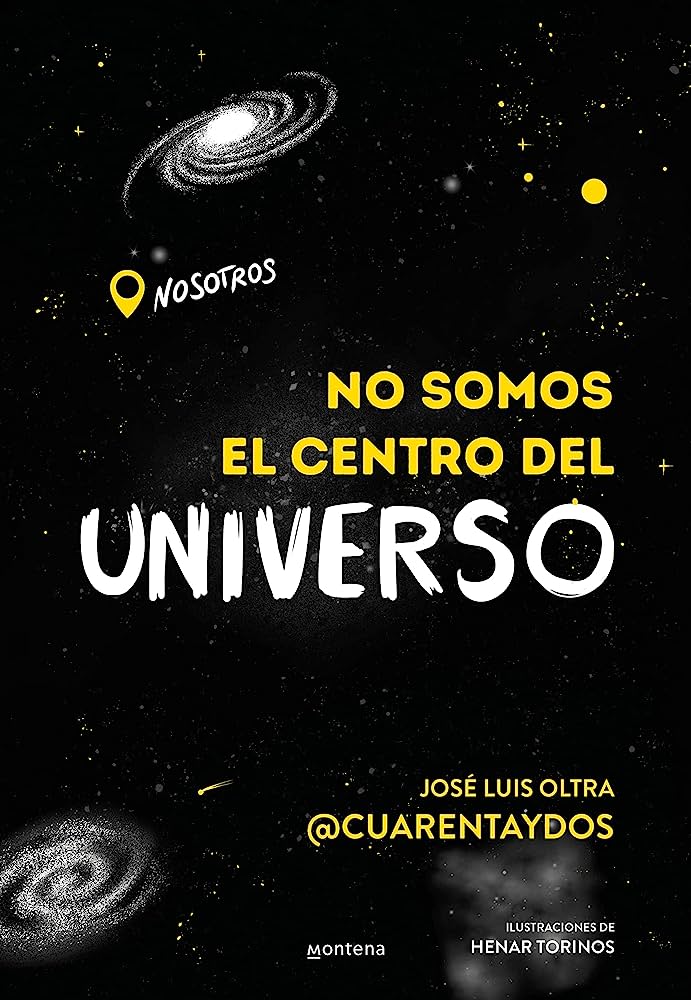 NOSOTROS
NO SOMOS
EL CENTRO DEL
UNIVERSO
JOSÉ LUIS OLTRA
@CUARENTAYDOS
ILUSTRACIONES DE
HENAR TORINOS
montena